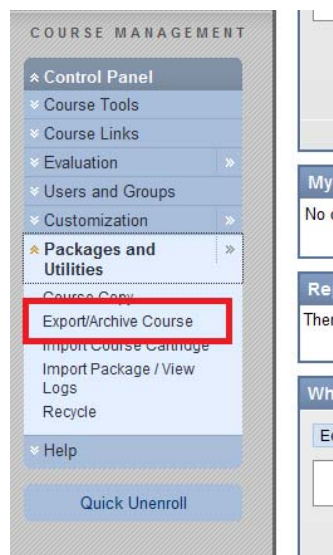 COURSE MANAGEMENT
Control Panel
Course Tools
Course Links
Evaluation
Users and Groups
Customization
Packages and
Utilities
Course Copy
Export/Archive Course
Import Course Cartridge
Import Package / View
Logs
Recycle
Help
Quick Unenroll
My
No
Re
Ther
Wh